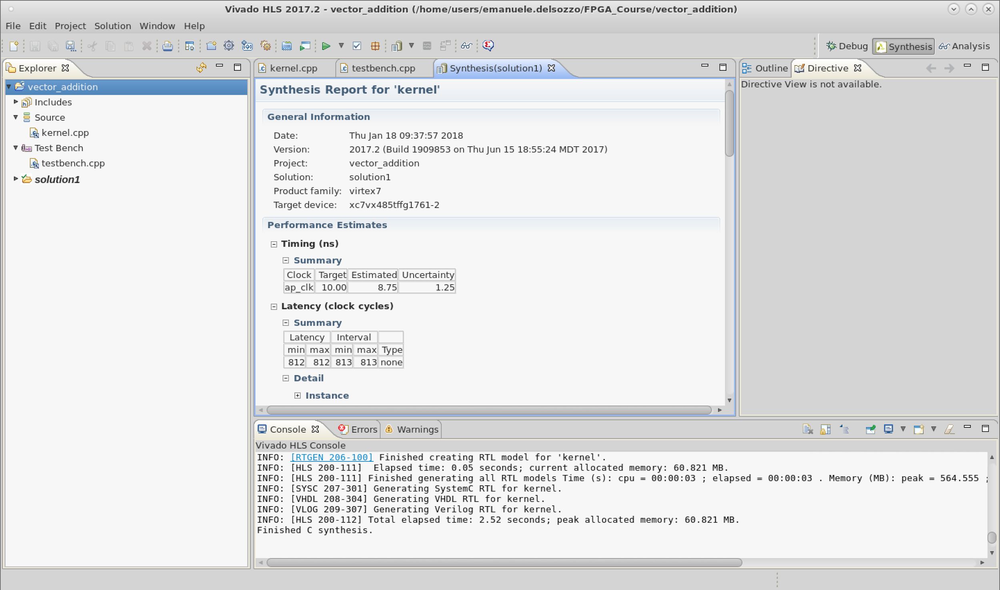 Vivado HLS 2017.2 - vector_addition (/home/users/emanuele.delsozzo/FPGA_Course/vector_addition)
File Edit Project Solution Window Help
Debug Synthesis Analysis
Explorer
vector_addition
Includes
Source
kernel.cpp
Test Bench
testbench.cpp
solution1
kernel.cpp testbench.cpp Synthesis(solution1)
Synthesis Report for 'kernel'
General Information
Date: Thu Jan 18 09:37:57 2018
Version: 2017.2 (Build 1909853 on Thu Jun 15 18:55:24 MDT 2017)
Project: vector_addition
Solution: solution1
Product family: virtex7
Target device: xc7vx485tffg1761-2
Performance Estimates
Timing (ns)
Summary
Clock Target Estimated Uncertainty
ap_clk 10.00 8.75 1.25
Latency (clock cycles)
Summary
Latency Interval
min max min max Type
812 812 813 813 none
Detail
Instance
Outline Directive
Directive View is not available.
Console Errors Warnings
Vivado HLS Console
INFO: [RTGEN 206-100] Finished creating RTL model for 'kernel'.
INFO: [HLS 200-111]  Elapsed time: 0.05 seconds; current allocated memory: 60.821 MB.
INFO: [HLS 200-111] Finished generating all RTL models Time (s): cpu = 00:00:03 ; elapsed = 00:00:03 . Memory (MB): peak = 564.555 ;
INFO: [SYSC 207-301] Generating SystemC RTL for kernel.
INFO: [VHDL 208-304] Generating VHDL RTL for kernel.
INFO: [VLOG 209-307] Generating Verilog RTL for kernel.
INFO: [HLS 200-112] Total elapsed time: 2.52 seconds; peak allocated memory: 60.821 MB.
Finished C synthesis.